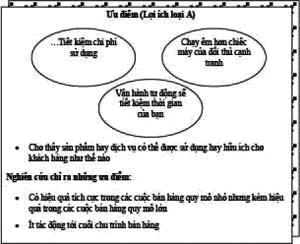 Ưu điểm (Lợi ích loại A)
…Tiết kiệm chi phí
sử dụng
Chạy êm hơn chiếc
máy của đối thủ cạnh
tranh
Vận hành tự động sẽ
tiết kiệm thời gian
của bạn
• Cho thấy sản phẩm hay dịch vụ có thể được sử dụng hay hữu ích cho
khách hàng như thế nào
Nghiên cứu chỉ ra những ưu điểm:
• Có hiệu quả tích cực trong các cuộc bán hàng quy mô nhỏ nhưng kém hiệu
quả trong các cuộc bán hàng quy mô lớn
• Ít tác động tới cuối chu trình bán hàng